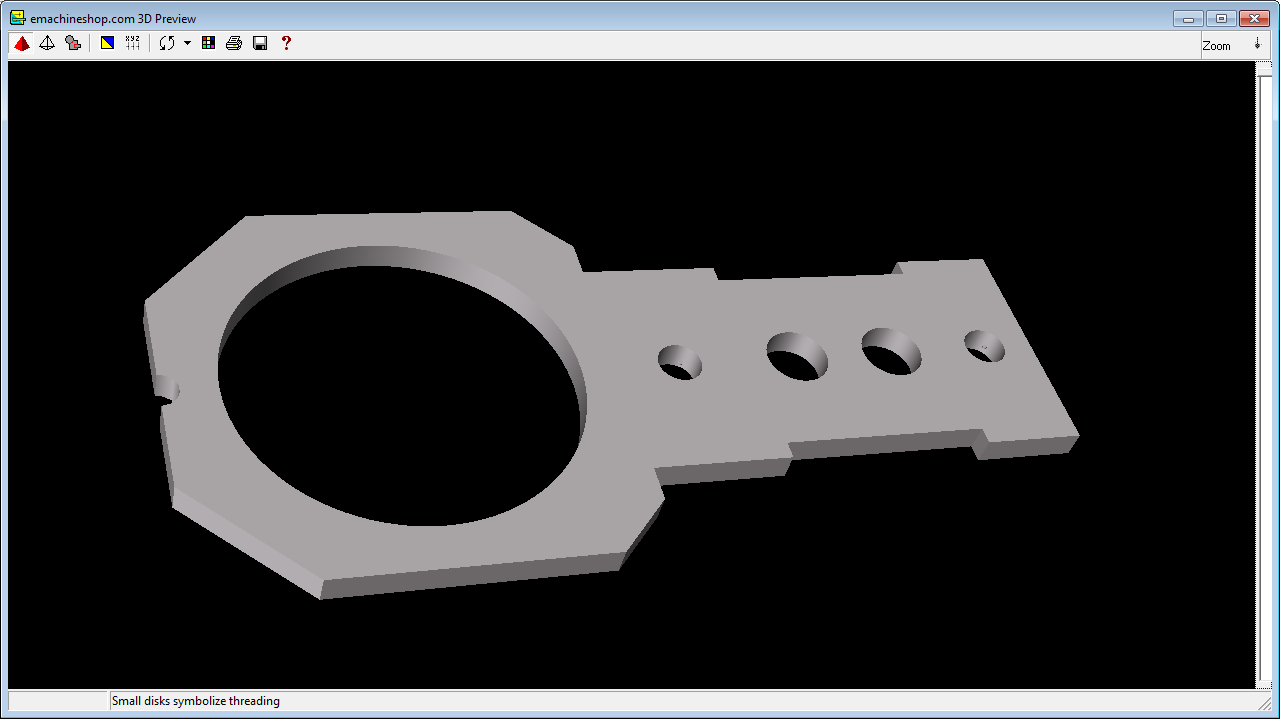 emachineshop.com 3D Preview
Zoom
Small disks symbolize threading